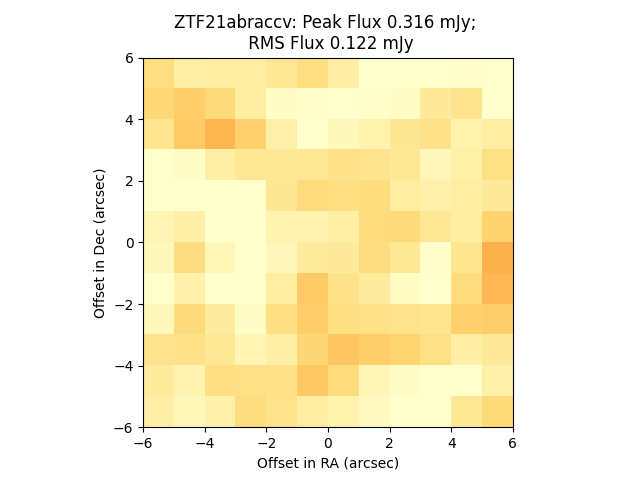 ZTF21abraccv: Peak Flux 0.316 mJy;
RMS Flux 0.122 mJy
6
4
2
0
−2
−4
−6
Offset in Dec (arcsec)
−6 −4 −2 0 2 4 6
Offset in RA (arcsec)